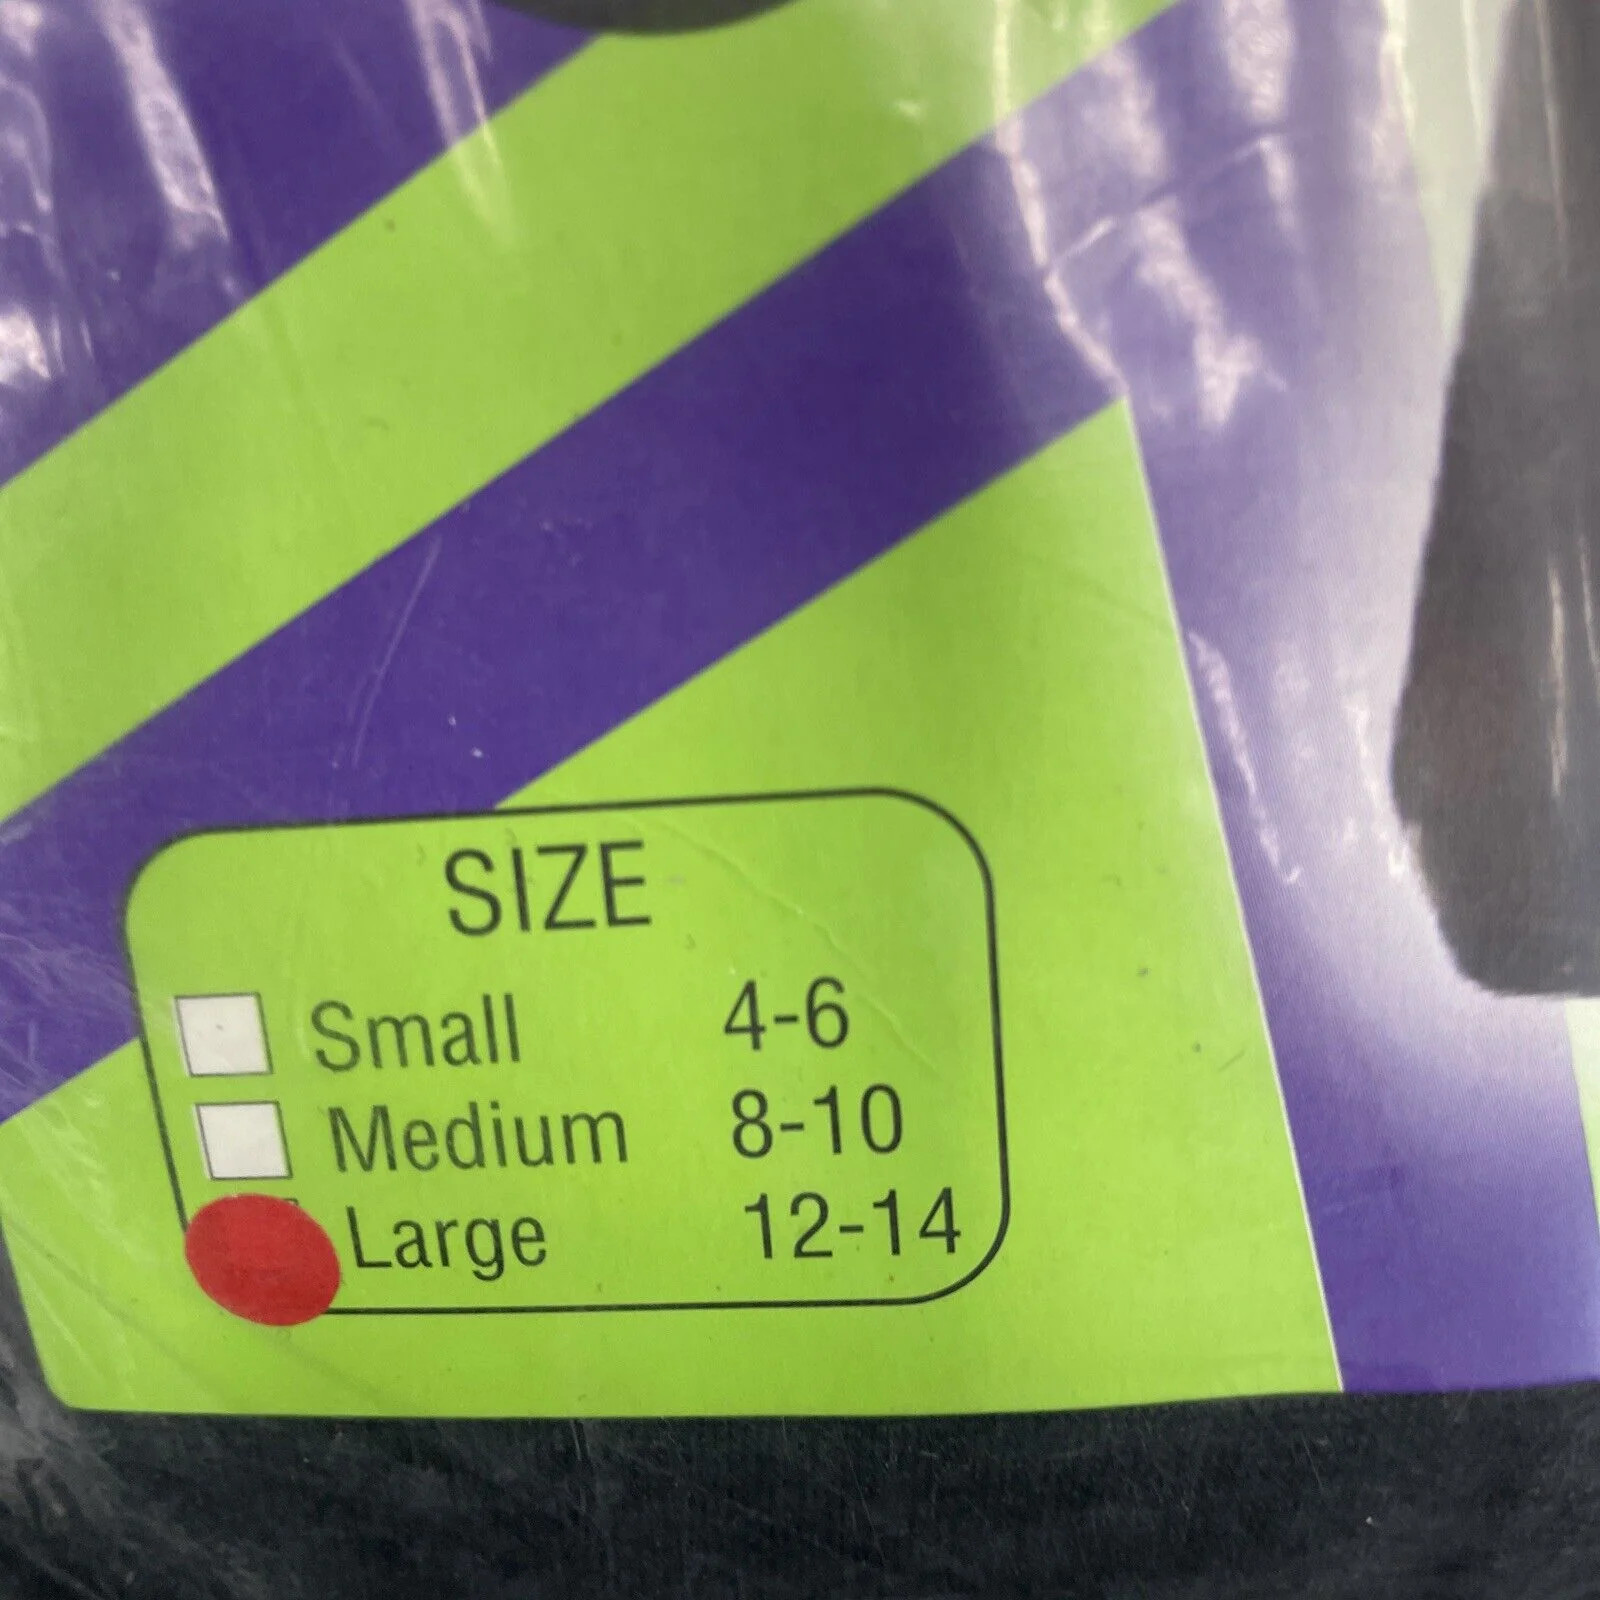 SIZE
Small 4-6
Medium 8-10
Large 12-14